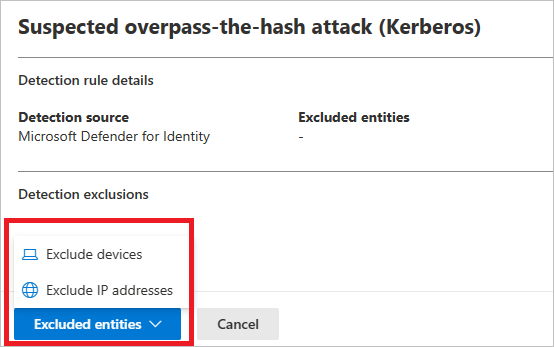 Suspected overpass-the-hash attack (Kerberos)
Detection rule details
Detection source
Excluded entities
Microsoft Defender for Identity
-
Detection exclusions
Exclude devices
Exclude IP addresses
Excluded entities
Cancel